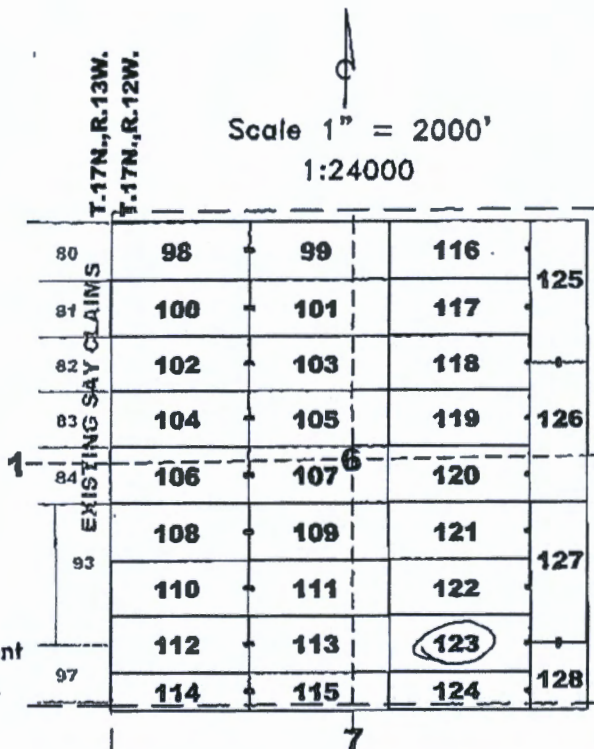 T.17N.,R.13W.
T.17N.,R.12W.
Scale 1" = 2000'
1:24000
80 98 99 116 125
81 100 101 117
82 102 103 118
83 104 105 119 126
EXISTING SAY CLAIMS
1 84 106 107 6 120
108 109 121
93 127
110 111 122
nt 112 113 123
97 114 115 124 128
7